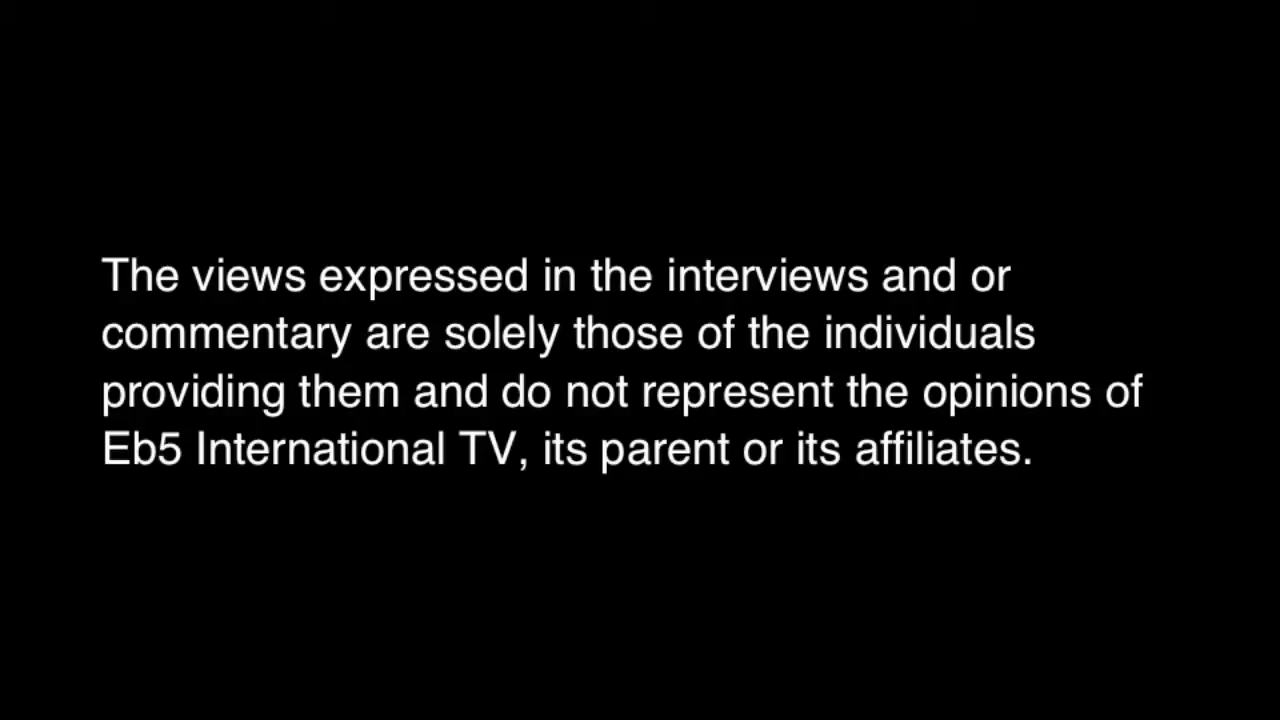 The views expressed in the interviews and or
commentary are solely those of the individuals
providing them and do not represent the opinions of
Eb5 International TV, its parent or its affiliates.